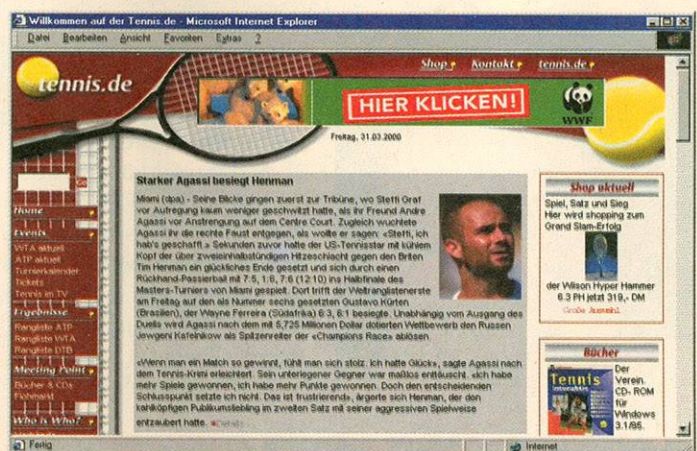 Willkommen auf der Tennis.de - Microsoft Internet Explorer
Datei Bearbeiten Ansicht Favoriten Extras ?
Shop Kontakt tennis.de
tennis.de
HIER KLICKEN!
WWF
Freitag, 31.03.2000
Home
Events
WTA aktuell
ATP aktuell
Turnierkalender
Tickets
Tennis im TV
Ergebnisse
Rangliste ATP
Rangliste WTA
Rangliste DTB
Meeting Point
Bücher & CDs
Flohmarkt
Who is Who?
Starker Agassi besiegt Henman
Miami (dpa) - Seine Blicke gingen zuerst zur Tribüne, wo Steffi Graf
vor Aufregung kaum weniger geschwitzt hatte, als ihr Freund Andre
Agassi vor Anstrengung auf dem Centre Court. Zugleich wuchtete
Agassi ihr die rechte Faust entgegen, als wollte er sagen: «Steffi, ich
hab's geschafft.» Sekunden zuvor hatte der US-Tennisstar mit kühlem
Kopf der über zweieinhalbstündigen Hitzeschlacht gegen den Briten
Tim Henman ein glückliches Ende gesetzt und sich durch einen
Rückhand-Passierball mit 7:5, 1:6, 7:6 (12:10) ins Halbfinale des
Masters-Turniers von Miami gespielt. Dort trifft der Weltranglistenerste
am Freitag auf den als Nummer sechs gesetzten Gustavo Kürten
(Brasilien), der Wayne Ferreira (Südafrika) 6:3, 6:1 besiegte. Unabhängig vom Ausgang des
Duells wird Agassi nach dem mit 5,725 Millionen Dollar dotierten Wettbewerb den Russen
Jewgeni Kafelnikow als Spitzenreiter der «Champions Race» ablösen.
«Wenn man ein Match so gewinnt, fühlt man sich stolz. Ich hatte Glück», sagte Agassi nach
dem Tennis-Krimi erleichtert. Sein unterlegener Gegner war maßlos enttäuscht. «Ich habe
mehr Spiele gewonnen, ich habe mehr Punkte gewonnen. Doch den entscheidenden
Schlusspunkt setzte ich nicht. Das ist frustrierend», ärgerte sich Henman, der den
kahlköpfigen Publikumsliebling im zweiten Satz mit seiner aggressiven Spielweise
entzaubert hatte. Details
Shop aktuell
Spiel, Satz und Sieg
Hier wird shopping zum
Grand Slam-Erfolg
der Wilson Hyper Hammer
6.3 PH jetzt 319,- DM
Große Auswahl
Bücher
Tennis
Der
Verein.
CD-ROM
für
Windows
3.1/95.
Fertig
Internet